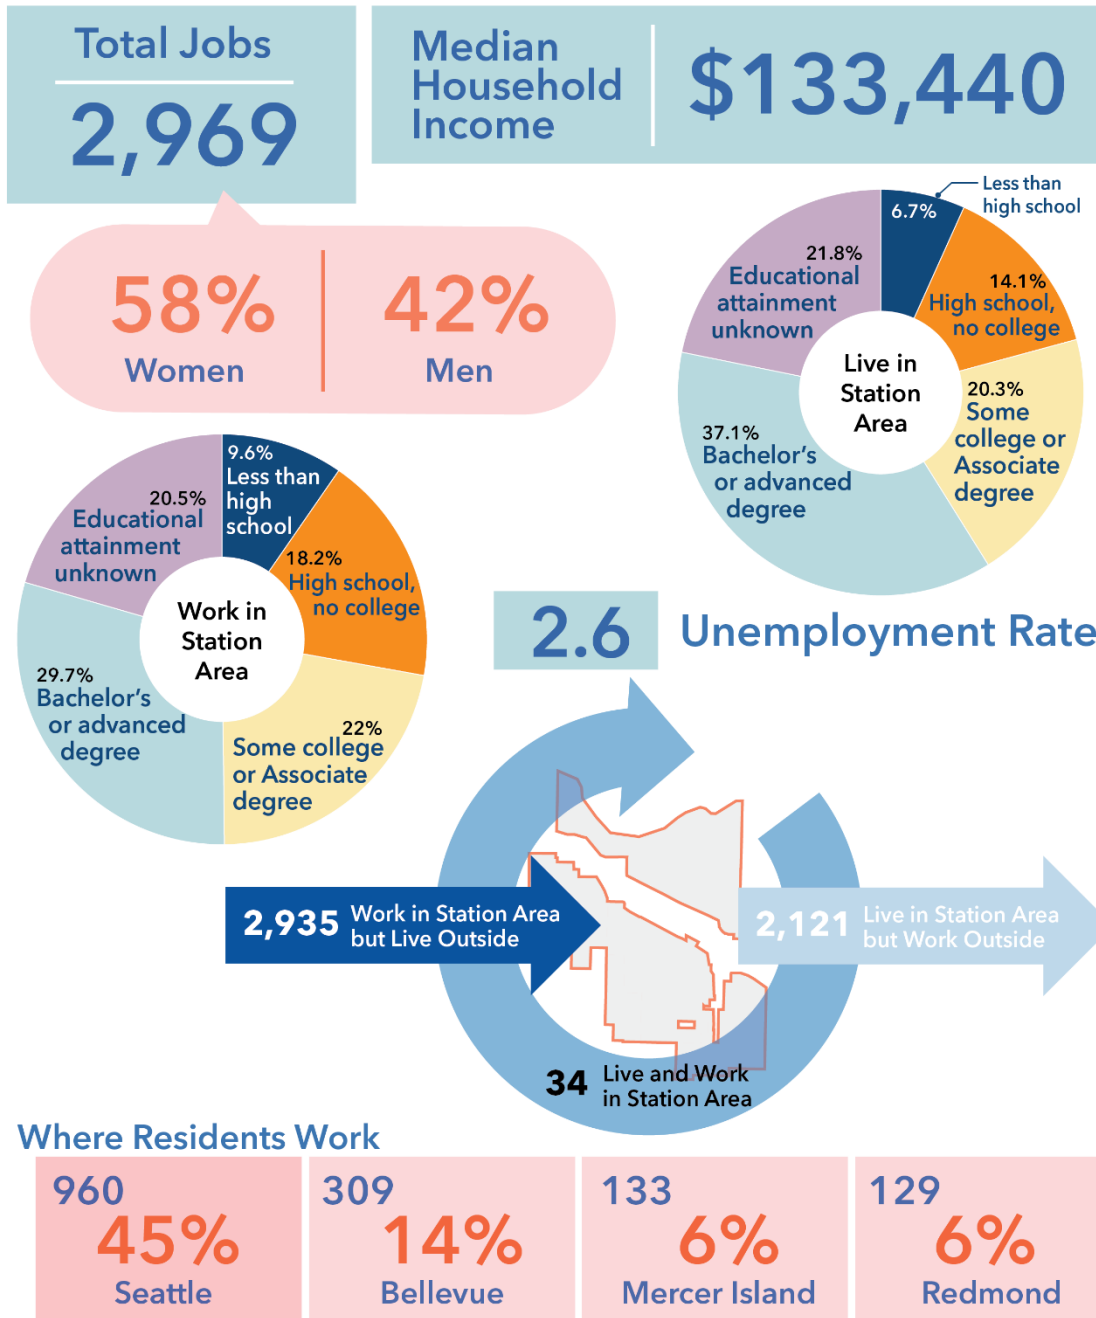 Total Jobs
2,969
Median
Household
Income
$133,440
58%
Women
42%
Men
Less than
high school
6.7%
14.1%
High school,
no college
20.3%
Some
college or
Associate
degree
37.1%
Bachelor's
or advanced
degree
21.8%
Educational
attainment
unknown
Live in
Station
Area
9.6%
Less than
high
school
18.2%
High school,
no college
22%
Some college
or Associate
degree
29.7%
Bachelor's
or advanced
degree
20.5%
Educational
attainment
unknown
Work in
Station
Area
2.6
Unemployment Rate
2,935
Work in Station Area
but Live Outside
2,121
Live in Station Area
but Work Outside
34
Live and Work
in Station Area
Where Residents Work
960
45%
Seattle
309
14%
Bellevue
133
6%
Mercer Island
129
6%
Redmond